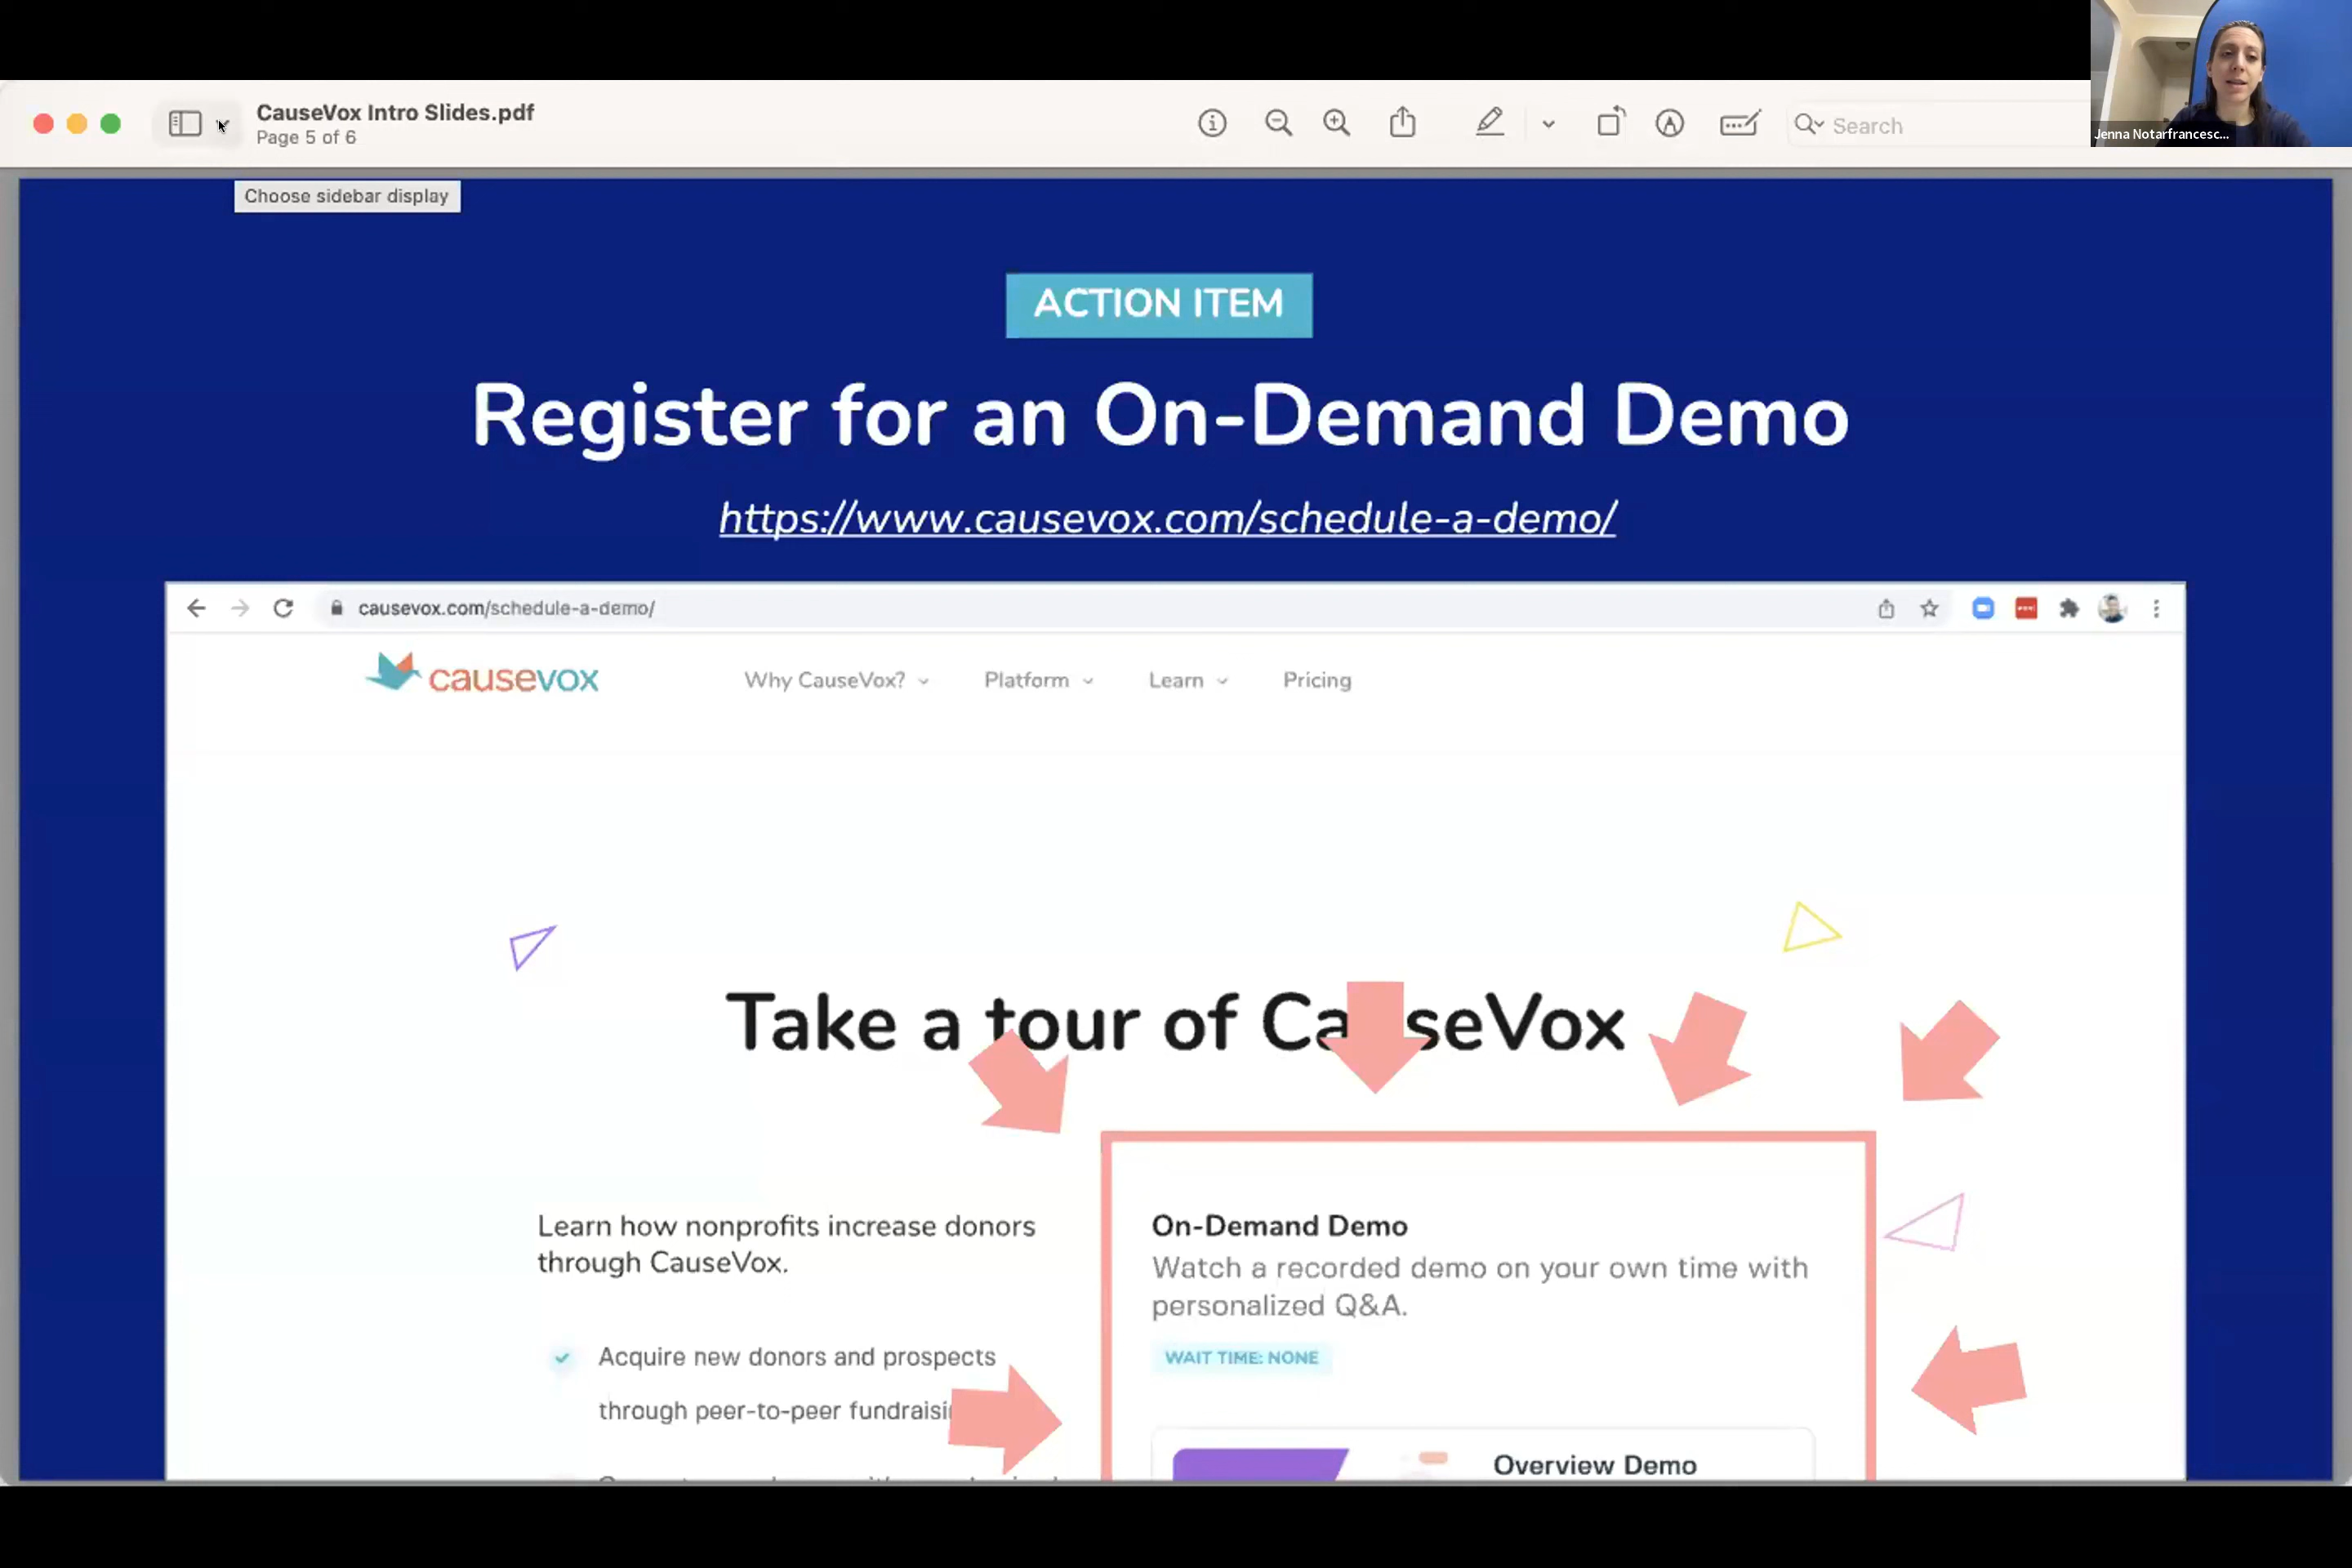 CauseVox Intro Slides.pdf
Page 5 of 6
Search
Jenna Notarfrancesc...
Choose sidebar display
ACTION ITEM
Register for an On-Demand Demo
https://www.causevox.com/schedule-a-demo/
causevox.com/schedule-a-demo/
causevox
Why CauseVox?
Platform
Learn
Pricing
Take a tour of CauseVox
Learn how nonprofits increase donors
through CauseVox.
Acquire new donors and prospects
through peer-to-peer fundraisi
On-Demand Demo
Watch a recorded demo on your own time with
personalized Q&A.
WAIT TIME: NONE
Overview Demo